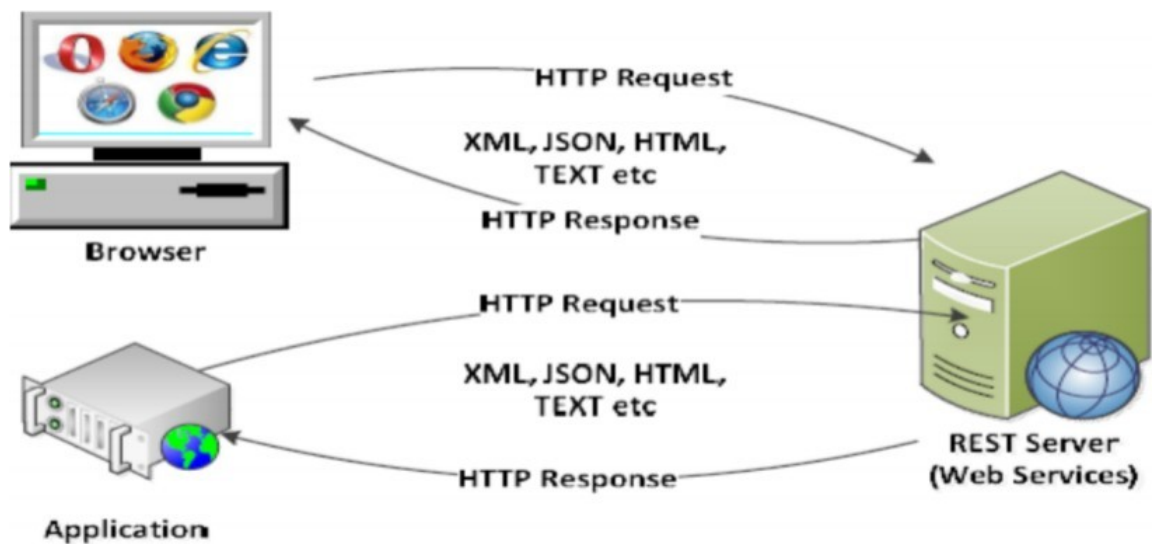 HTTP Request
XML, JSON, HTML,
TEXT etc
HTTP Response
Browser
HTTP Request
XML, JSON, HTML,
TEXT etc
HTTP Response
REST Server
(Web Services)
Application